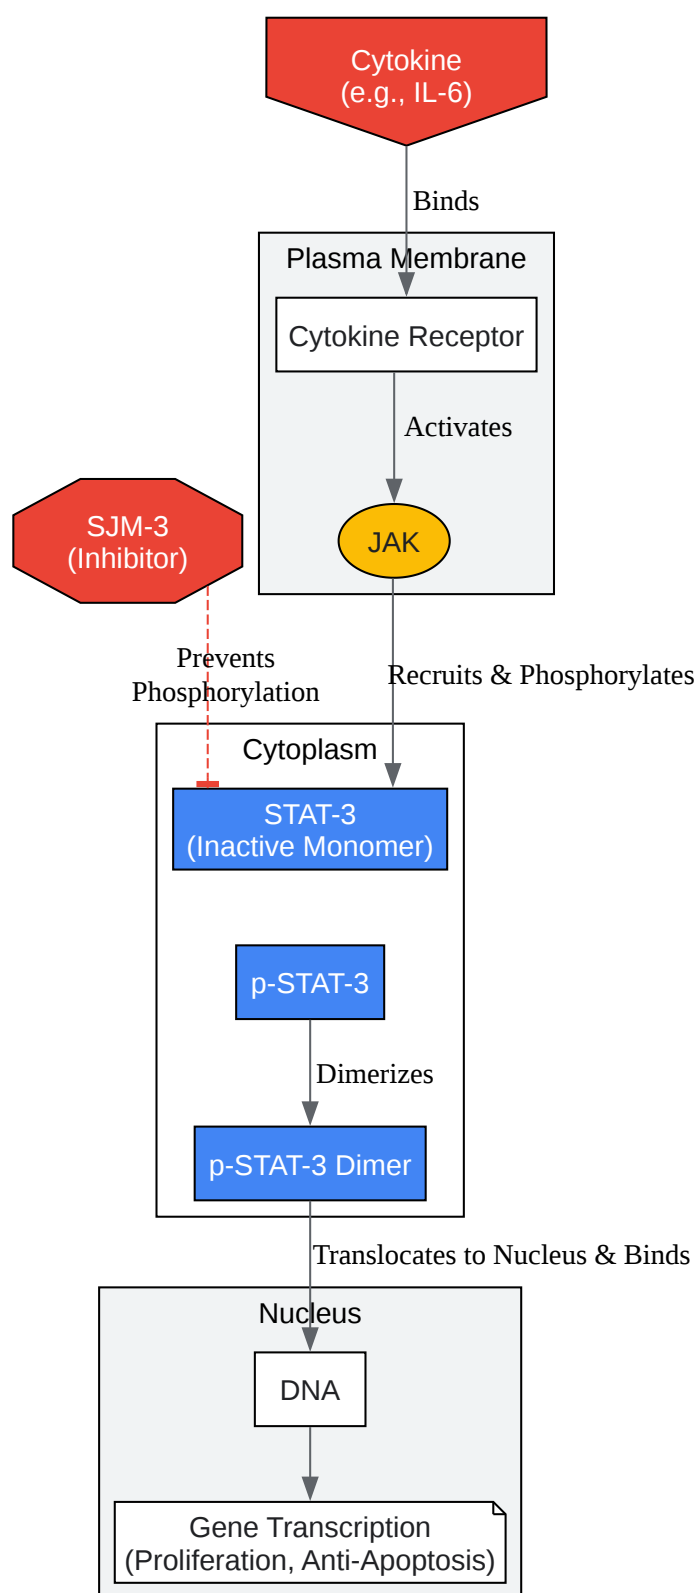 Cytokine
(e.g., IL-6)
Binds
Plasma Membrane
Cytokine Receptor
Activates
JAK
SJM-3
(Inhibitor)
Prevents
Phosphorylation
Recruits & Phosphorylates
Cytoplasm
STAT-3
(Inactive Monomer)
p-STAT-3
Dimerizes
p-STAT-3 Dimer
Translocates to Nucleus & Binds
Nucleus
DNA
Gene Transcription
(Proliferation, Anti-Apoptosis)